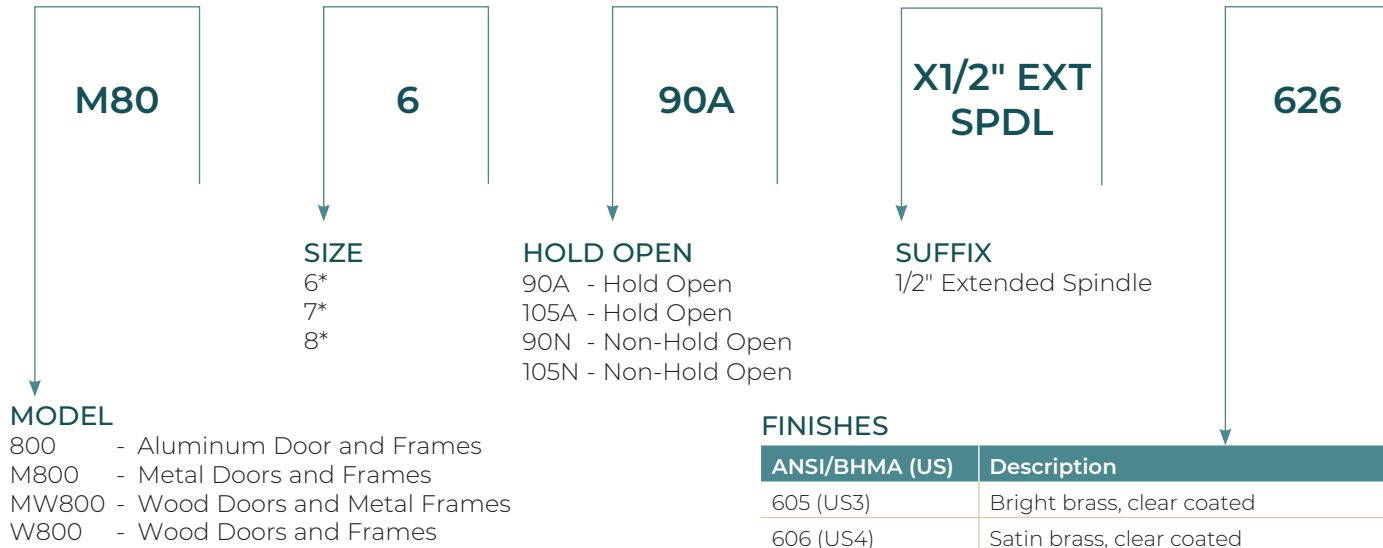 M80
6
90A
X1/2" EXT
SPDL
626
SIZE
6*
7*
8*
HOLD OPEN
90A - Hold Open
105A - Hold Open
90N - Non-Hold Open
105N - Non-Hold Open
SUFFIX
1/2" Extended Spindle
MODEL
800 - Aluminum Door and Frames
M800 - Metal Doors and Frames
MW800 - Wood Doors and Metal Frames
W800 - Wood Doors and Frames
FINISHES
ANSI/BHMA (US) Description
605 (US3) Bright brass, clear coated
606 (US4) Satin brass, clear coated